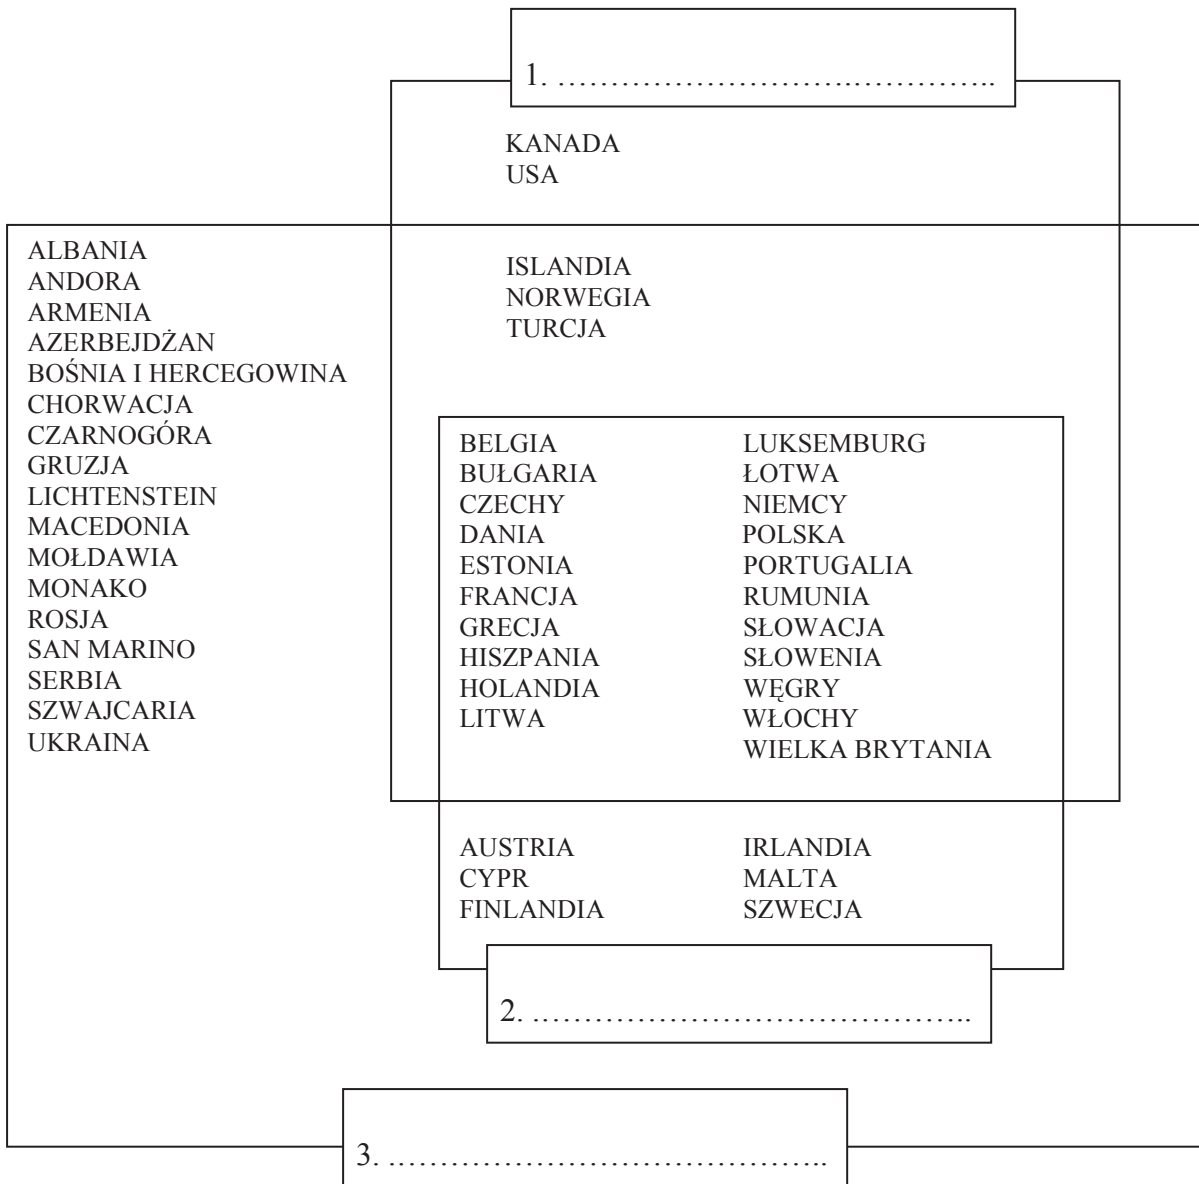 1. ……………………….…………..
KANADA
USA
ALBANIA
ANDORA
ARMENIA
AZERBEJDŻAN
BOŚNIA I HERCEGOWINA
CHORWACJA
CZARNOGÓRA
GRUZJA
LICHTENSTEIN
MACEDONIA
MOŁDAWIA
MONAKO
ROSJA
SAN MARINO
SERBIA
SZWAJCARIA
UKRAINA
ISLANDIA
NORWEGIA
TURCJA
BELGIA
BUŁGARIA
CZECHY
DANIA
ESTONIA
FRANCJA
GRECJA
HISZPANIA
HOLANDIA
LITWA
LUKSEMBURG
ŁOTWA
NIEMCY
POLSKA
PORTUGALIA
RUMUNIA
SŁOWACJA
SŁOWENIA
WĘGRY
WŁOCHY
WIELKA BRYTANIA
AUSTRIA
CYPR
FINLANDIA
IRLANDIA
MALTA
SZWECJA
2. ……………………………………..
3. ……………………………………..